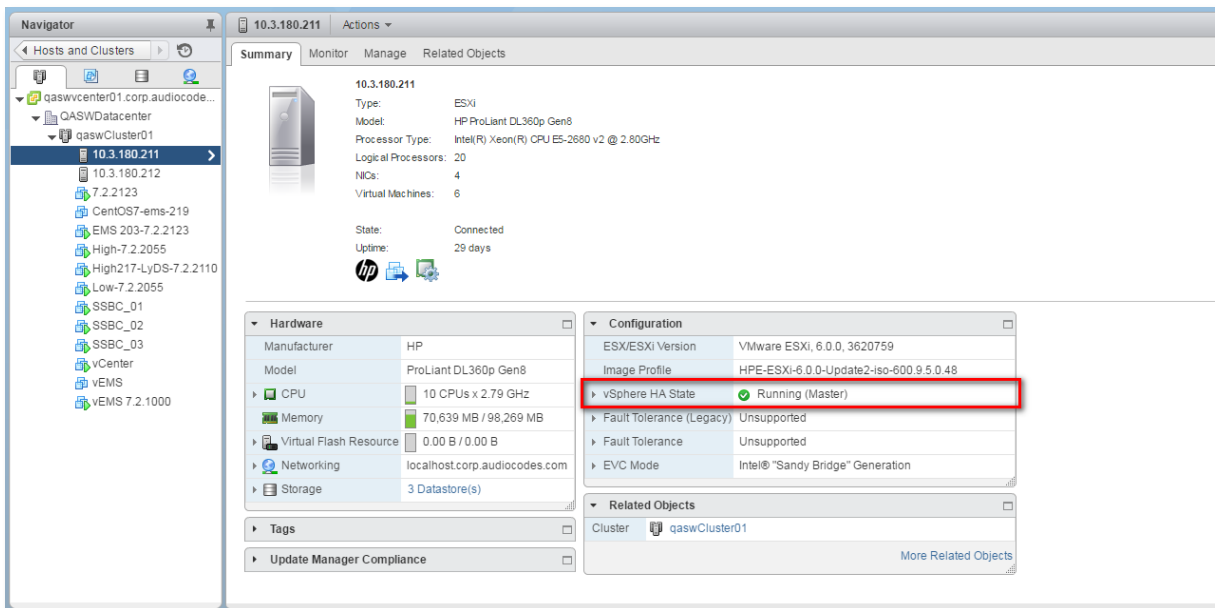 Navigator
Hosts and Clusters
qaswvcenter01.corp.audiocode...
QASWDatacenter
qaswCluster01
10.3.180.211
10.3.180.212
7.2.2123
CentOS7-ems-219
EMS 203-7.2.2123
High-7.2.2055
High217-LyDS-7.2.2110
Low-7.2.2055
SSBC_01
SSBC_02
SSBC_03
vCenter
vEMS
vEMS 7.2.1000
10.3.180.211 Actions
Summary Monitor Manage Related Objects
10.3.180.211
Type: ESXi
Model: HP ProLiant DL360p Gen8
Processor Type: Intel(R) Xeon(R) CPU E5-2680 v2 @ 2.80GHz
Logical Processors: 20
NICs: 4
Virtual Machines: 6
State: Connected
Uptime: 29 days
hp
Hardware
Manufacturer HP
Model ProLiant DL360p Gen8
CPU 10 CPUs x 2.79 GHz
Memory 70,639 MB / 98,269 MB
Virtual Flash Resource 0.00 B / 0.00 B
Networking localhost.corp.audiocodes.com
Storage 3 Datastore(s)
Tags
Update Manager Compliance
Configuration
ESX/ESXi Version VMware ESXi, 6.0.0, 3620759
Image Profile HPE-ESXi-6.0.0-Update2-iso-600.9.5.0.48
vSphere HA State Running (Master)
Fault Tolerance (Legacy) Unsupported
Fault Tolerance Unsupported
EVC Mode Intel® "Sandy Bridge" Generation
Related Objects
Cluster qaswCluster01
More Related Objects